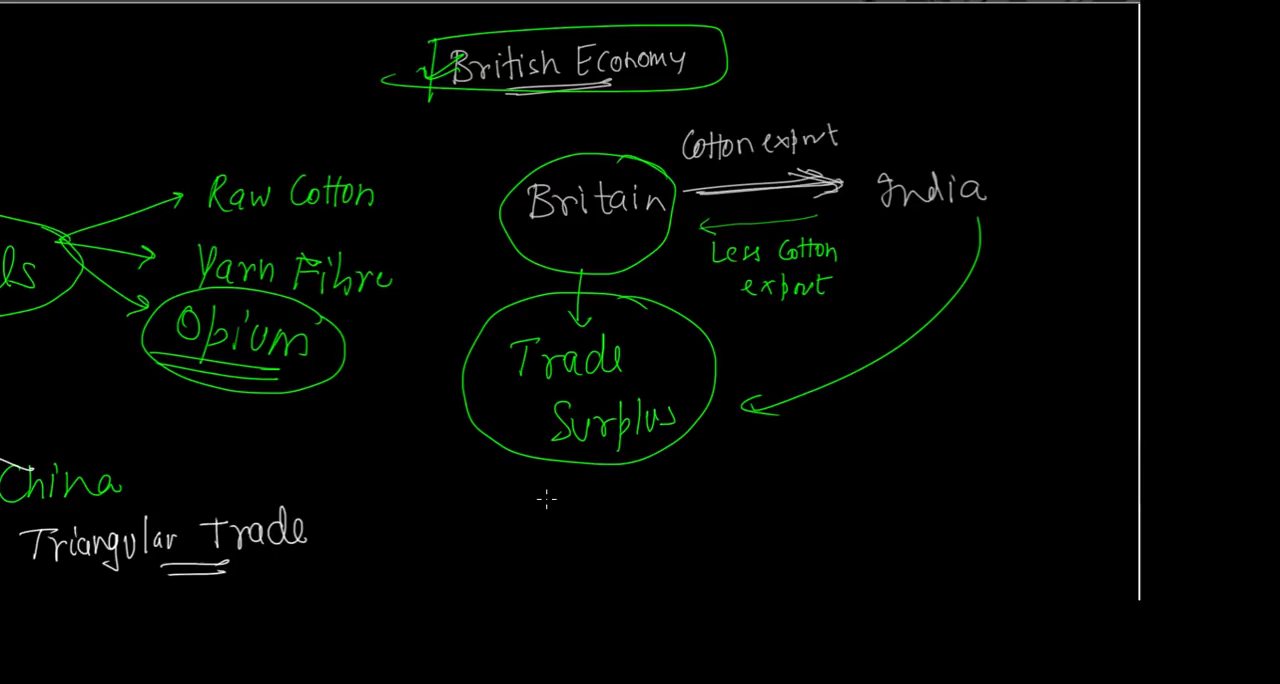 British Economy
Cotton export
Raw Cotton
Britain
India
Less Cotton
export
ls
Yarn Fibre
Opium
Trade
Surplus
China
Triangular Trade